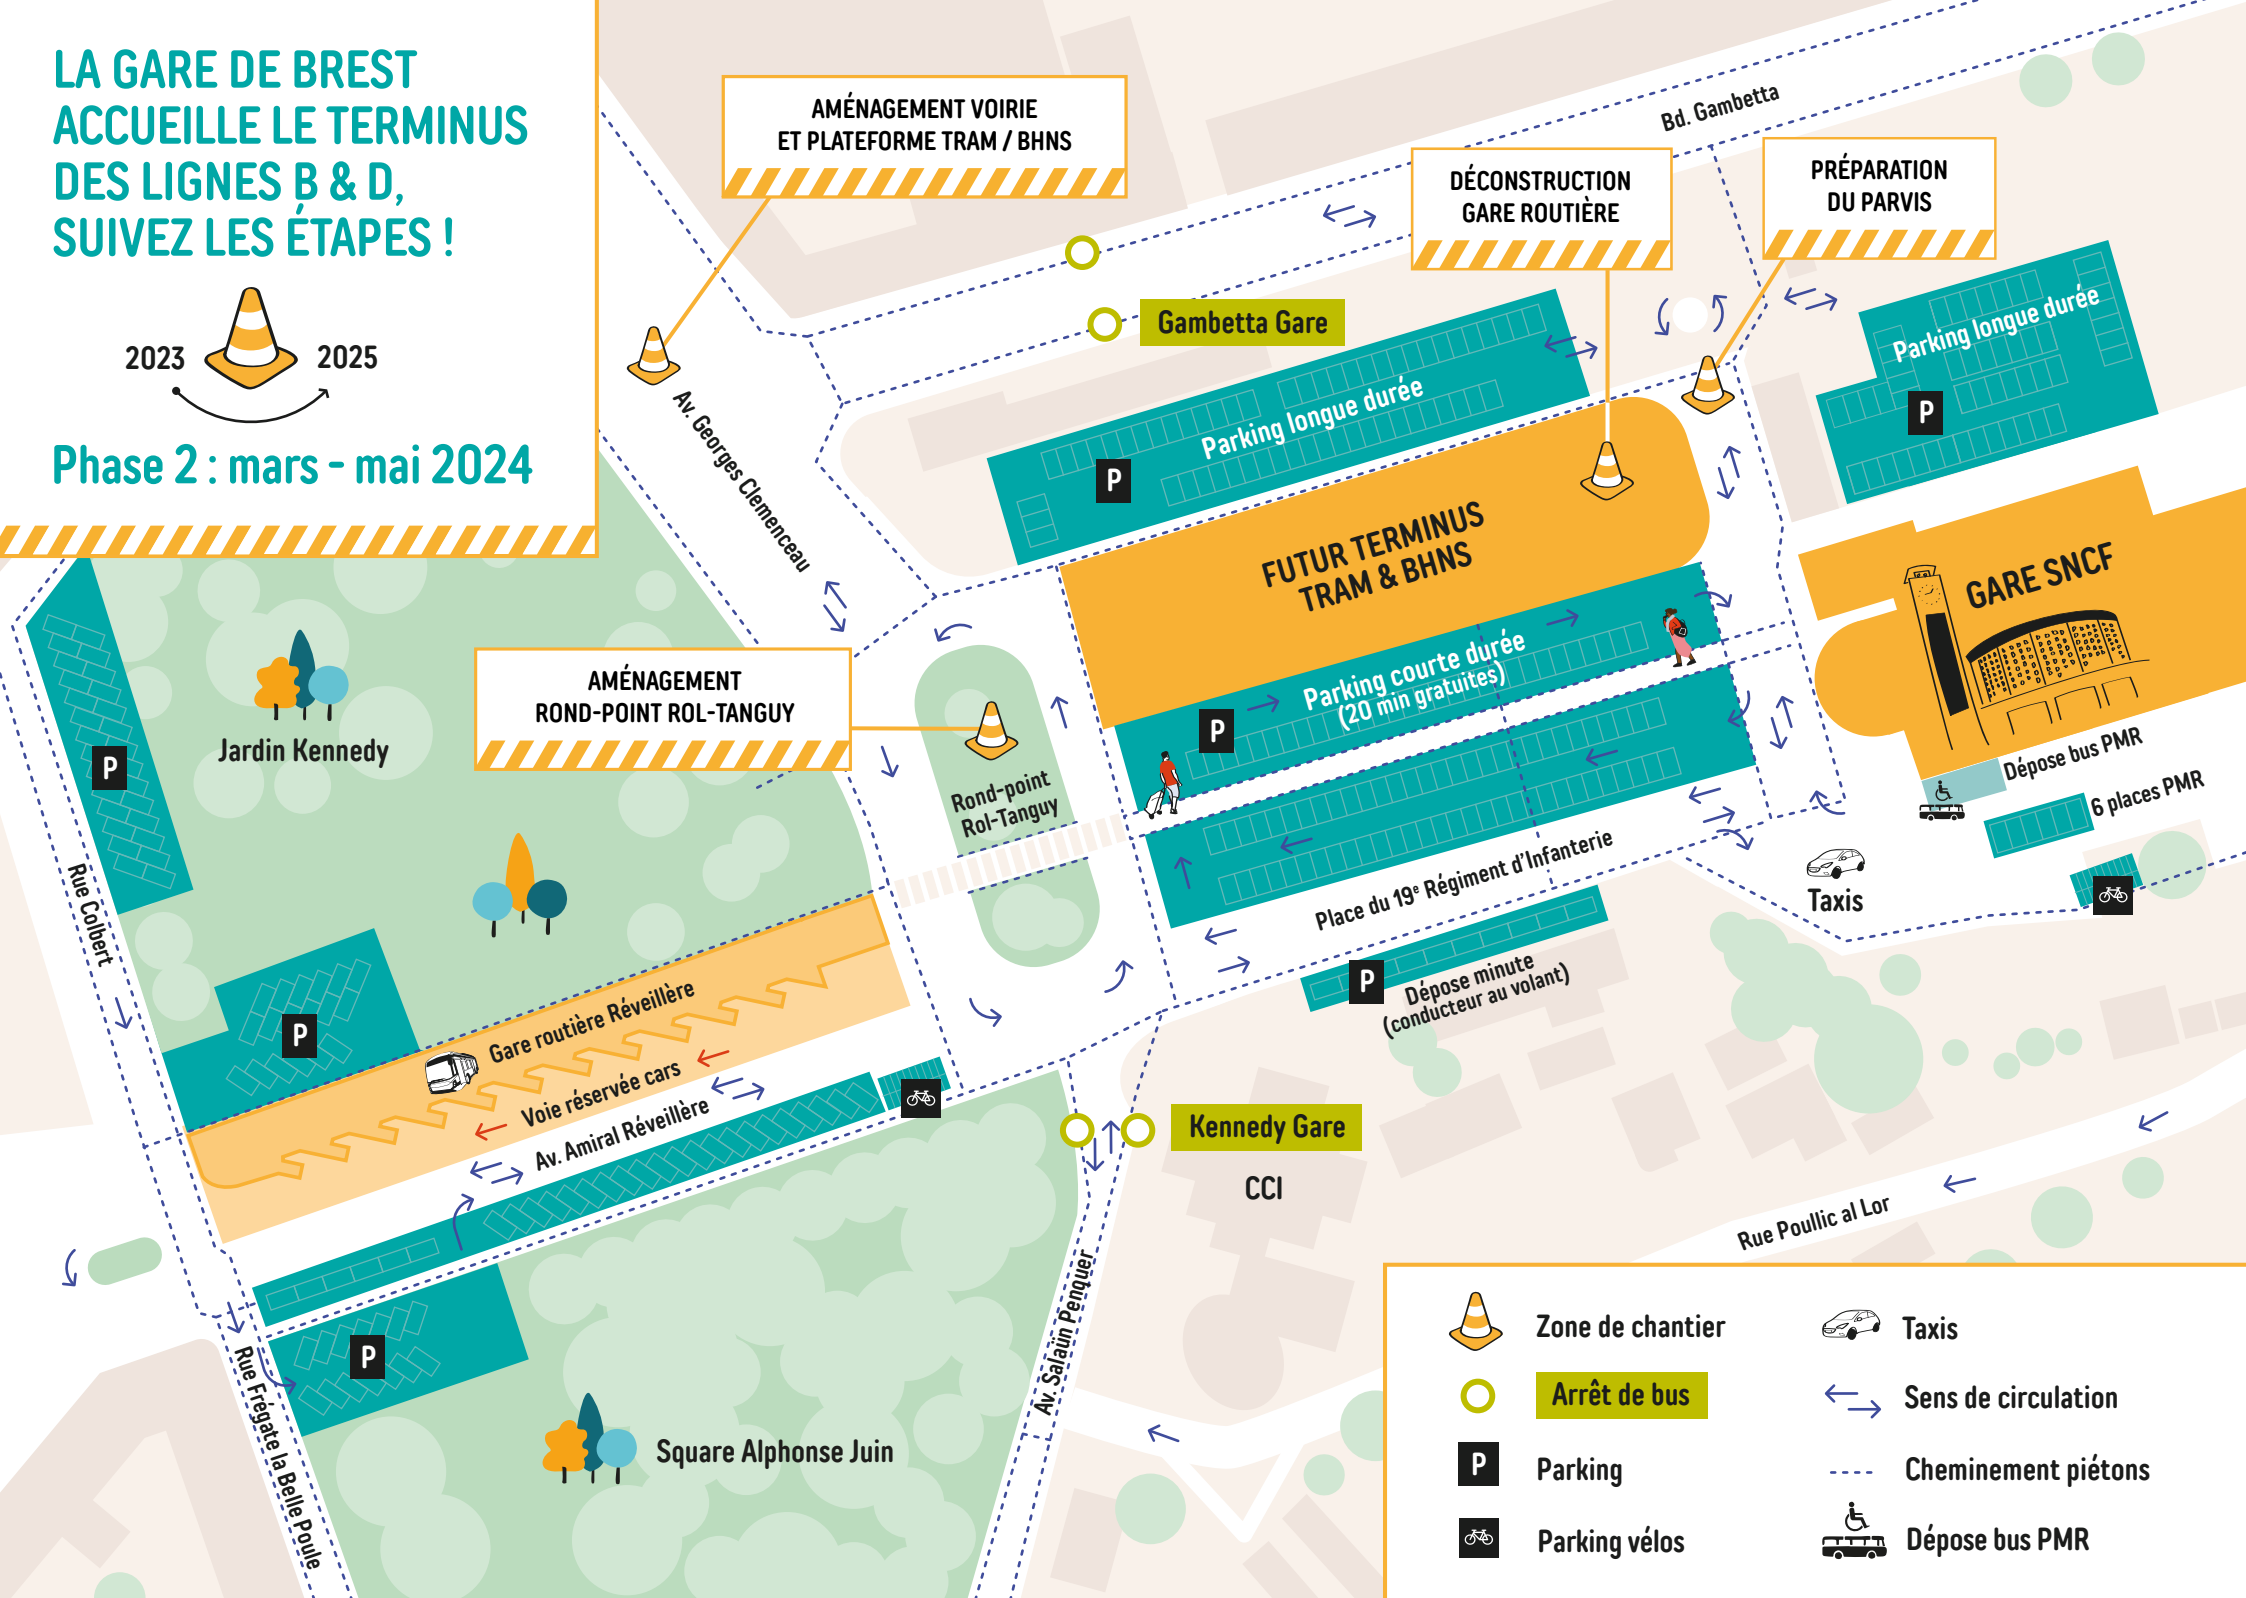 LA GARE DE BREST
ACCUEILLE LE TERMINUS
DES LIGNES B & D,
SUIVEZ LES ÉTAPES !
2023
2025
Phase 2 : mars - mai 2024
AMÉNAGEMENT VOIRIE
ET PLATEFORME TRAM / BHNS
DÉCONSTRUCTION
GARE ROUTIÈRE
PRÉPARATION
DU PARVIS
Bd. Gambetta
Gambetta Gare
Av. Georges Clemenceau
Parking longue durée
P
Parking longue durée
P
FUTUR TERMINUS
TRAM & BHNS
GARE SNCF
Parking courte durée
(20 min gratuites)
P
AMÉNAGEMENT
ROND-POINT ROL-TANGUY
Rond-point
Rol-Tanguy
Jardin Kennedy
P
Rue Colbert
P
Dépose bus PMR
6 places PMR
Taxis
Place du 19e Régiment d'Infanterie
P
Dépose minute
(conducteur au volant)
Gare routière Réveillère
Voie réservée cars
Av. Amiral Réveillère
Kennedy Gare
CCI
Rue Poullic al Lor
Av. Salaün Penquer
P
Rue Frégate la Belle Poule
Square Alphonse Juin
Zone de chantier
Arrêt de bus
P
Parking
Parking vélos
Taxis
Sens de circulation
Cheminement piétons
Dépose bus PMR